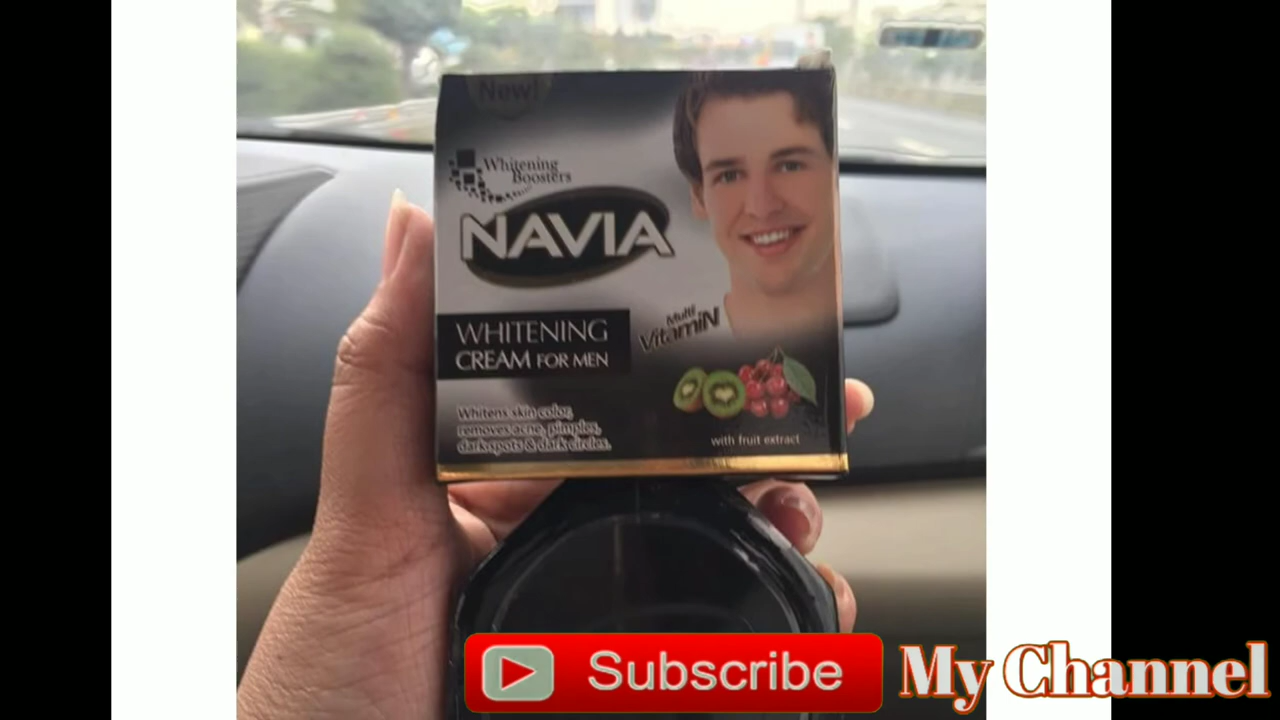 New!
Whitening
Boosters
NAVIA
WHITENING
CREAM FOR MEN
Multi
VitamiN
Whitens skin color,
removes acne, pimples,
dark spots & dark circles.
with fruit extract
Subscribe
My Channel